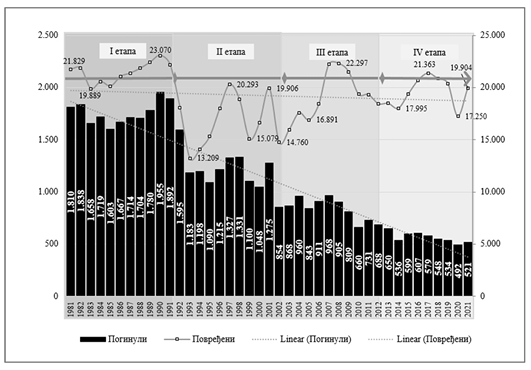 I етапа II етапа III етапа IV етапа
2.500 25.000
2.000 20.000
1.500 15.000
1.000 10.000
500 5.000
0 0
21.829 19.889 23.070 13.209 20.293 15.079 19.906 14.760 16.891 22.297 17.995 21.363 17.250 19.904
1.810 1.838 1.658 1.719 1.603 1.667 1.714 1.704 1.780 1.955 1.892 1.595 1.183 1.198 1.090 1.215 1.327 1.331 1.100 1.048 1.275 854 868 960 843 911 968 905 809 660 731 688 650 536 599 607 579 548 534 492 521
1981 1982 1983 1984 1985 1986 1987 1988 1989 1990 1991 1992 1993 1994 1995 1996 1997 1998 1999 2000 2001 2002 2003 2004 2005 2006 2007 2008 2009 2010 2011 2012 2013 2014 2015 2016 2017 2018 2019 2020 2021
Погинули Повређени Linear (Погинули) Linear (Повређени)